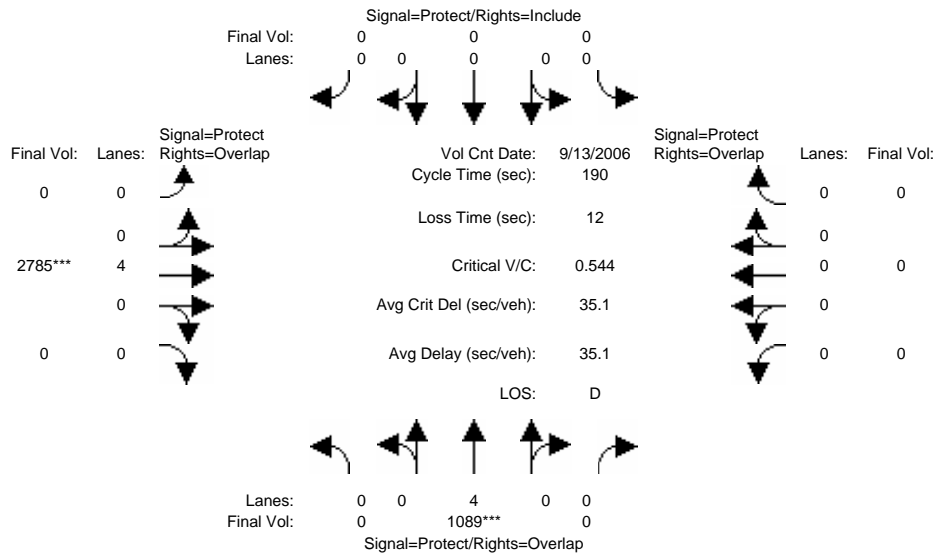 Signal=Protect/Rights=Include
Final Vol: 0 0 0
Lanes: 0 0 0 0 0
Signal=Protect Signal=Protect
Final Vol: Lanes: Rights=Overlap Vol Cnt Date: 9/13/2006 Rights=Overlap Lanes: Final Vol:
Cycle Time (sec): 190
0 0 0 0
Loss Time (sec): 12
0 0
2785*** 4 Critical V/C: 0.544 0 0
0 Avg Crit Del (sec/veh): 35.1 0
0 0 Avg Delay (sec/veh): 35.1 0 0
LOS: D
Lanes: 0 0 4 0 0
Final Vol: 0 1089*** 0
Signal=Protect/Rights=Overlap